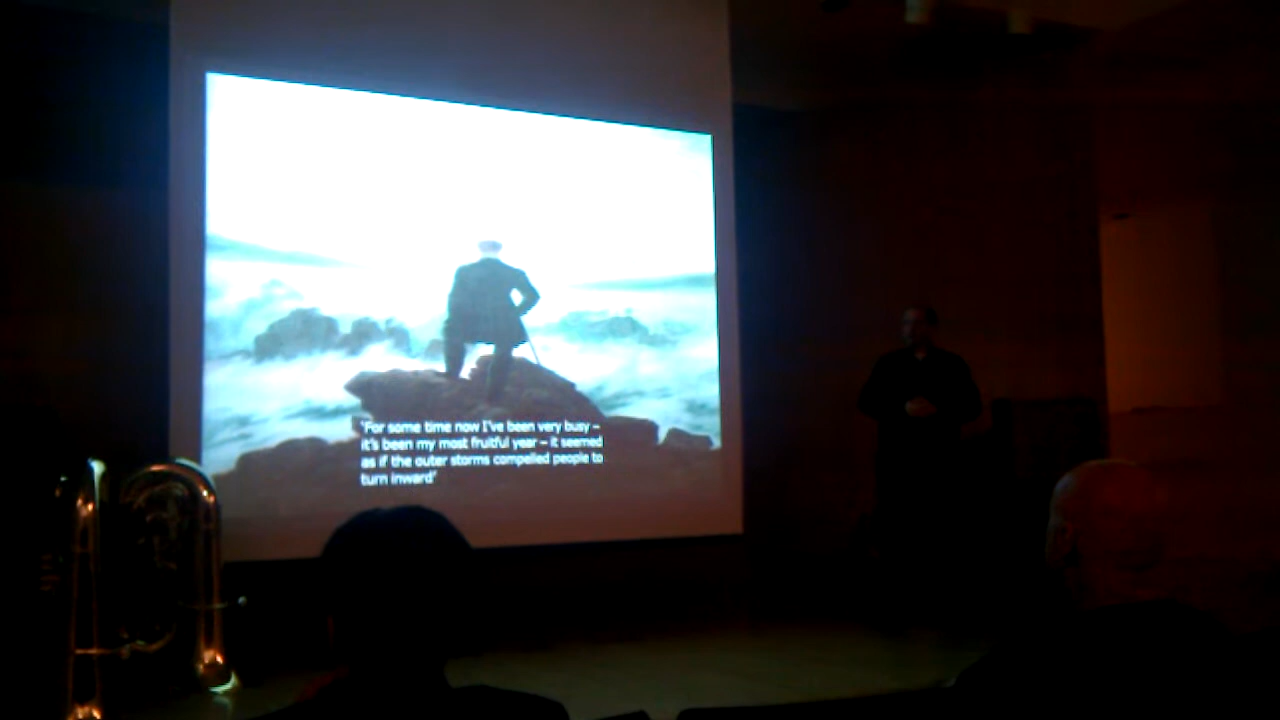 'For some time now I've been very busy –
it's been my most fruitful year – it seemed
as if the outer storms compelled people to
turn inward'